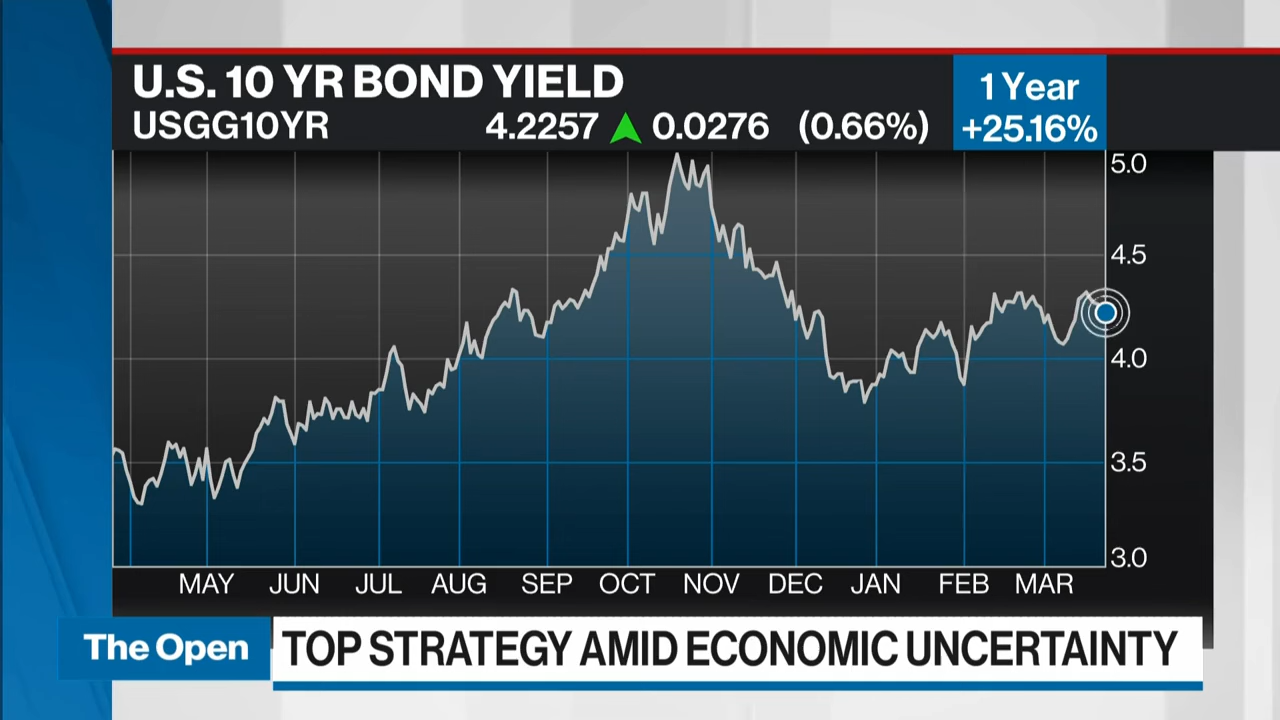 U.S. 10 YR BOND YIELD
USGG10YR 4.2257 0.0276 (0.66%)
1 Year
+25.16%
5.0
4.5
4.0
3.5
3.0
MAY JUN JUL AUG SEP OCT NOV DEC JAN FEB MAR
The Open
TOP STRATEGY AMID ECONOMIC UNCERTAINTY